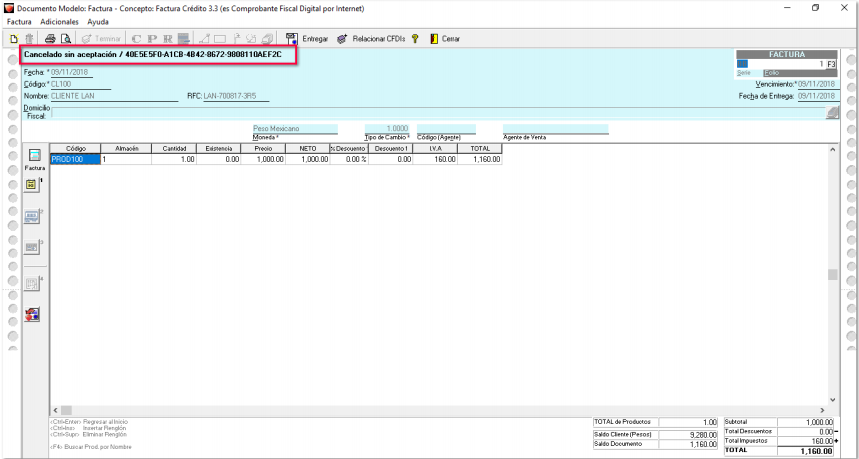 Documento Modelo: Factura - Concepto: Factura Crédito 3.3 (es Comprobante Fiscal Digital por Internet)
Factura Adicionales Ayuda
Terminar C P R Entregar Relacionar CFDIs Cerrar
Cancelado sin aceptación / 40E5E5F0-A1CB-4B42-8672-9808110AEF2C
FACTURA
1 F3
Serie Folio
Fecha: * 09/11/2018
Código:* CL100
Vencimiento:* 09/11/2018
Nombre: CLIENTE LAN RFC: LAN-700817-3R5
Fecha de Entrega: 09/11/2018
Domicilio
Fiscal:
Peso Mexicano 1.0000
Moneda * Tipo de Cambio * Código (Agente) Agente de Venta
Código Almacén Cantidad Existencia Precio NETO % Descuento 1 Descuento 1 I.V.A TOTAL
PROD100 1 1.00 0.00 1,000.00 1,000.00 0.00 % 0.00 160.00 1,160.00
Factura
1
2
3
4
<Ctrl-Enter> Regresar al Inicio
<Ctrl-Ins> Insertar Renglón
<Ctrl-Supr> Eliminar Renglón
<F4> Buscar Prod. por Nombre
TOTAL de Productos 1.00
Saldo Cliente (Pesos) 9,280.00
Saldo Documento 1,160.00
Subtotal 1,000.00
Total Descuentos 0.00 -
Total Impuestos 160.00 +
TOTAL 1,160.00